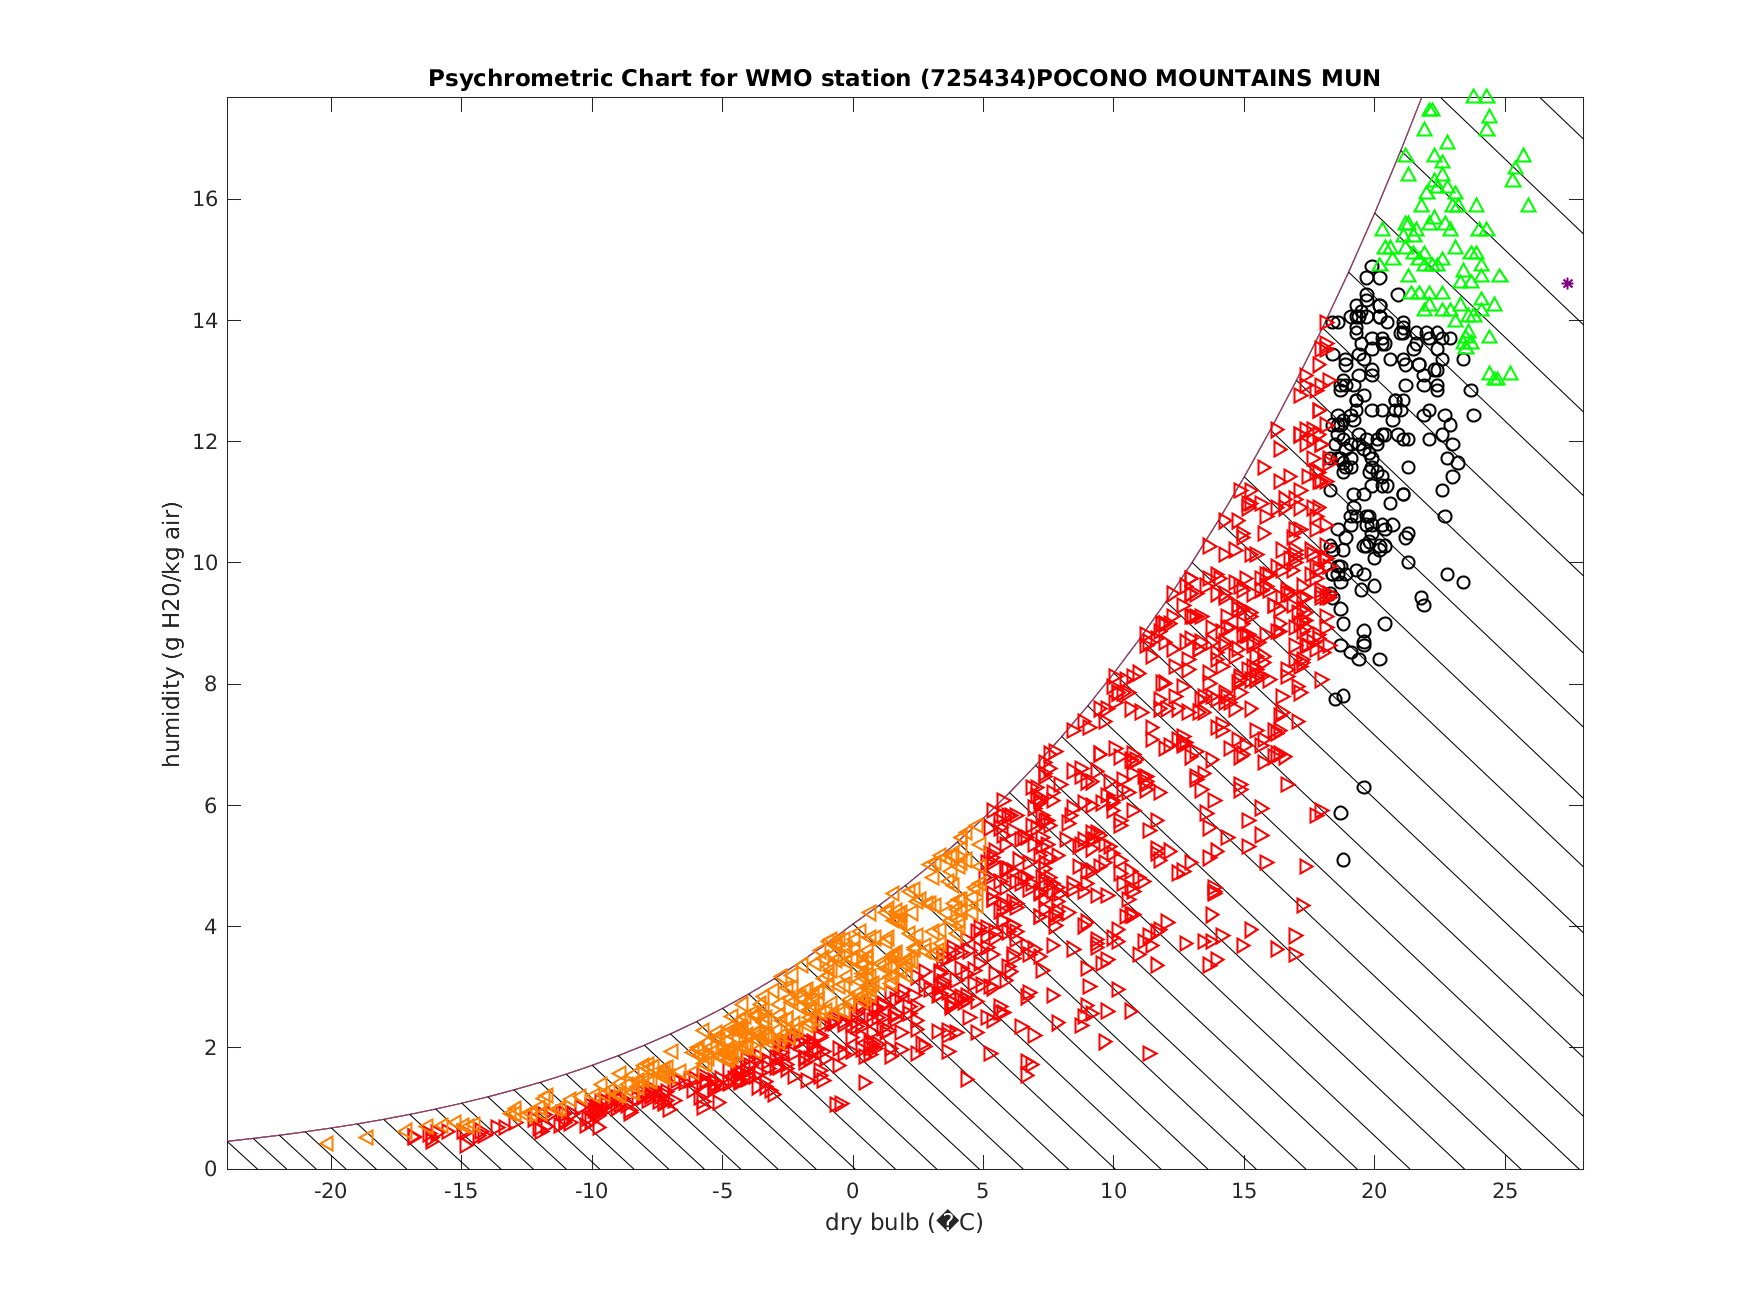 Psychrometric Chart for WMO station (725434)POCONO MOUNTAINS MUN
humidity (g H20/kg air)
16
14
12
10
8
6
4
2
0
-20 -15 -10 -5 0 5 10 15 20 25
dry bulb (�C)